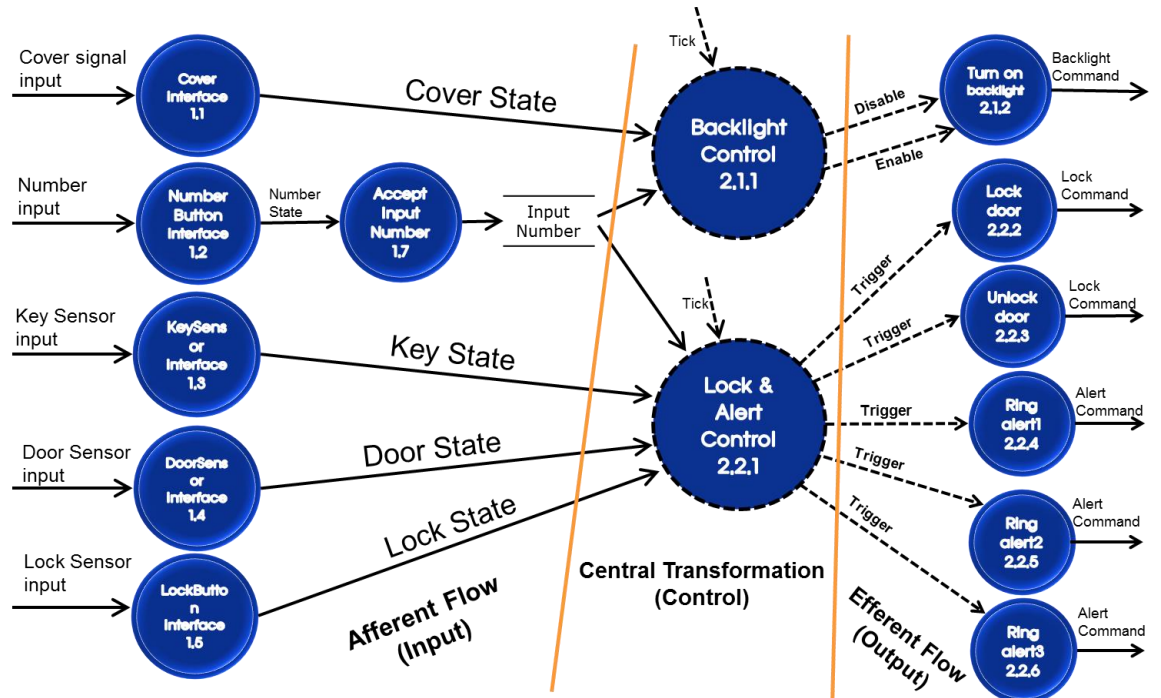 Cover signal
input
Cover
Interface
1.1
Cover State
Tick
Backlight
Control
2.1.1
Disable
Enable
Turn on
backlight
2.1.2
Backlight
Command
Number
input
Number
Button
Interface
1.2
Number
State
Accept
Input
Number
1.7
Input
Number
Lock
door
2.2.2
Lock
Command
Key Sensor
input
KeySens
or
Interface
1.3
Key State
Tick
Lock &
Alert
Control
2.2.1
Trigger
Trigger
Trigger
Trigger
Trigger
Unlock
door
2.2.3
Lock
Command
Ring
alert1
2.2.4
Alert
Command
Door Sensor
input
DoorSens
or
Interface
1.4
Door State
Ring
alert2
2.2.5
Alert
Command
Lock Sensor
input
LockButto
n
Interface
1.5
Lock State
Ring
alert3
2.2.6
Alert
Command
Afferent Flow
(Input)
Central Transformation
(Control)
Efferent Flow
(Output)